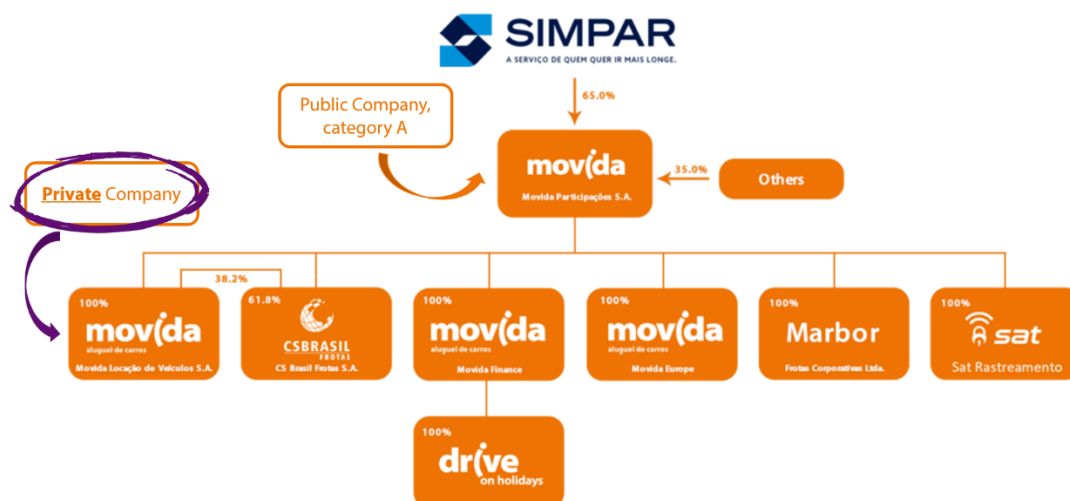 SIMPAR
A SERVIÇO DE QUEM QUER IR MAIS LONGE.
65.0%
Public Company,
category A
movida
Movida Participações S.A.
35.0%
Others
Private Company
38.2%
100%
movida
aluguel de carros
Movida Locação de Veículos S.A.
61.8%
CSBRASIL
FROTAS
CS Brasil Frotas S.A.
100%
movida
aluguel de carros
Movida Finance
100%
movida
aluguel de carros
Movida Europe
100%
Marbor
Frotas Corporativas Ltda.
100%
sat
Sat Rastreamento
100%
drive
on holidays